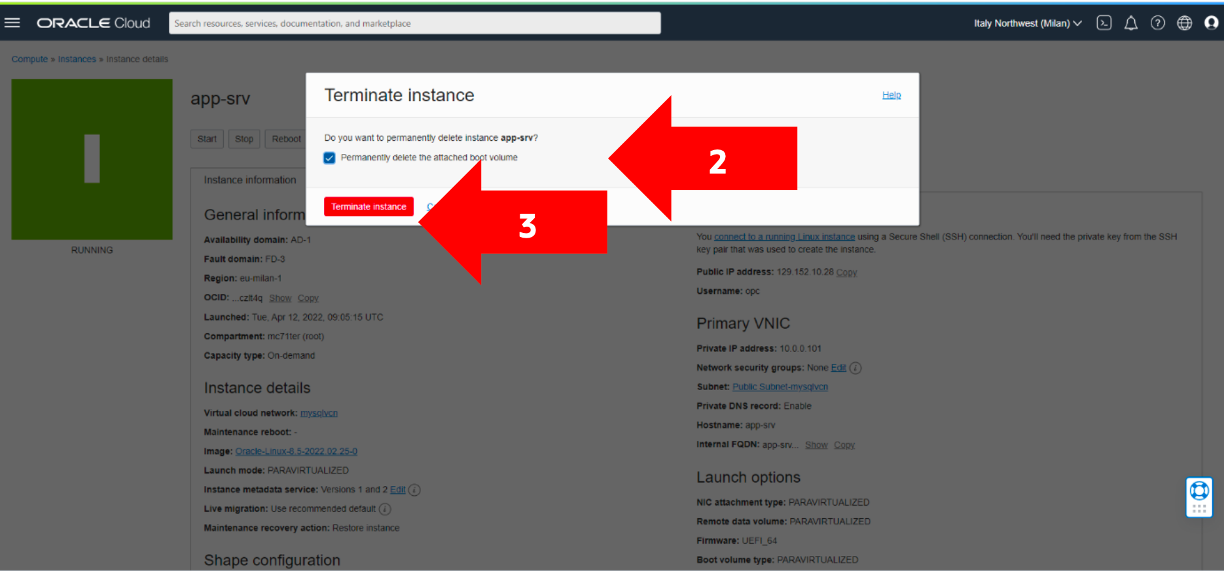 ORACLE Cloud
Search resources, services, documentation, and marketplace
Italy Northwest (Milan)
Compute » Instances » Instance details
RUNNING
app-srv
Start Stop Reboot
Terminate instance
Help
Do you want to permanently delete instance app-srv?
Permanently delete the attached boot volume
2
Terminate instance
3
Instance information
General inform
Availability domain: AD-1
Fault domain: FD-3
Region: eu-milan-1
OCID: ...czlt4q Show Copy
Launched: Tue, Apr 12, 2022, 09:05:15 UTC
Compartment: mc71ter (root)
Capacity type: On-demand
Instance details
Virtual cloud network: mysqlvcn
Maintenance reboot: -
Image: Oracle-Linux-8.5-2022.02.25-0
Launch mode: PARAVIRTUALIZED
Instance metadata service: Versions 1 and 2 Edit
Live migration: Use recommended default
Maintenance recovery action: Restore instance
Shape configuration
You connect to a running Linux instance using a Secure Shell (SSH) connection. You'll need the private key from the SSH
key pair that was used to create the instance.
Public IP address: 129.152.10.28 Copy
Username: opc
Primary VNIC
Private IP address: 10.0.0.101
Network security groups: None Edit
Subnet: Public Subnet-mysqlvcn
Private DNS record: Enable
Hostname: app-srv
Internal FQDN: app-srv... Show Copy
Launch options
NIC attachment type: PARAVIRTUALIZED
Remote data volume: PARAVIRTUALIZED
Firmware: UEFI_64
Boot volume type: PARAVIRTUALIZED